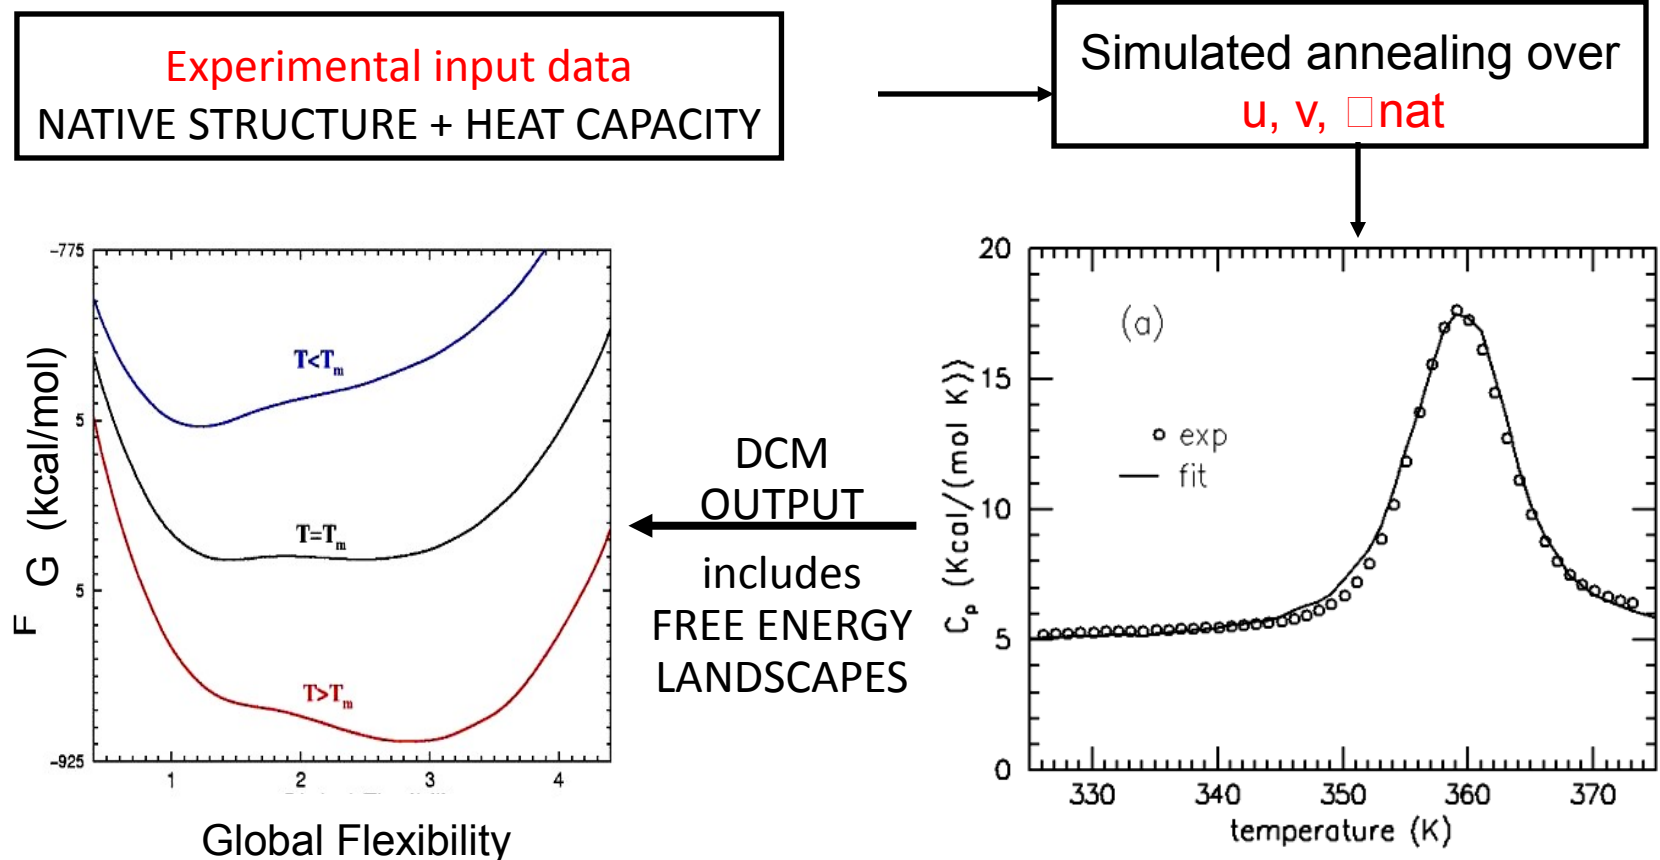 Experimental input data
NATIVE STRUCTURE + HEAT CAPACITY
Simulated annealing over
u, v, □nat
-775
5
5
-925
F G (kcal/mol)
T<Tm
T=Tm
T>Tm
1 2 3 4
Global Flexibility
DCM
OUTPUT
includes
FREE ENERGY
LANDSCAPES
20
15
10
5
0
Cp (Kcal/(mol K))
(a)
exp
fit
330 340 350 360 370
temperature (K)